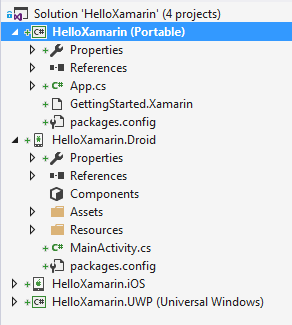 Solution 'HelloXamarin' (4 projects)
C# HelloXamarin (Portable)
Properties
References
C# App.cs
GettingStarted.Xamarin
packages.config
HelloXamarin.Droid
Properties
References
Components
Assets
Resources
C# MainActivity.cs
packages.config
HelloXamarin.iOS
C# HelloXamarin.UWP (Universal Windows)